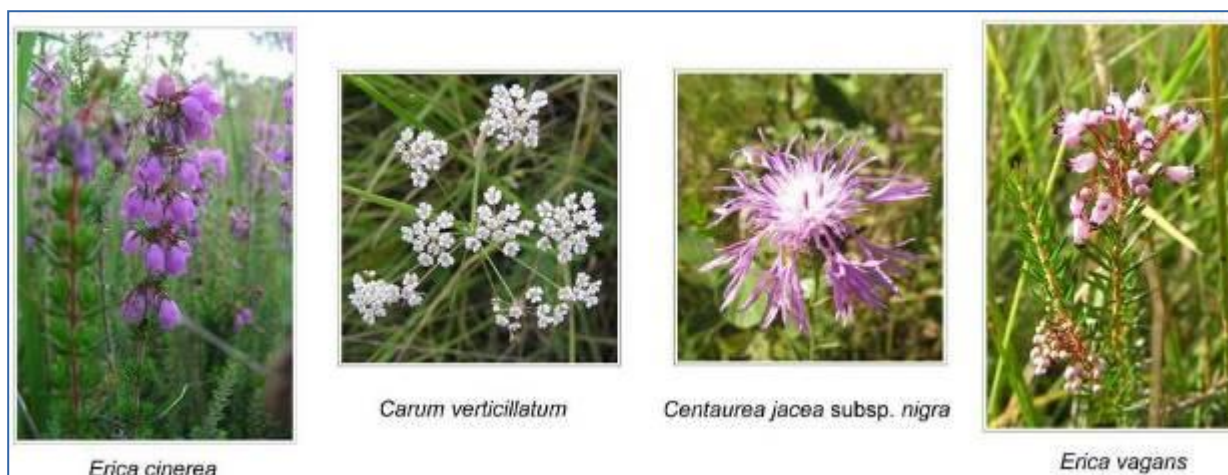 Erica cinerea
Carum verticillatum
Centaurea jacea subsp. nigra
Erica vagans